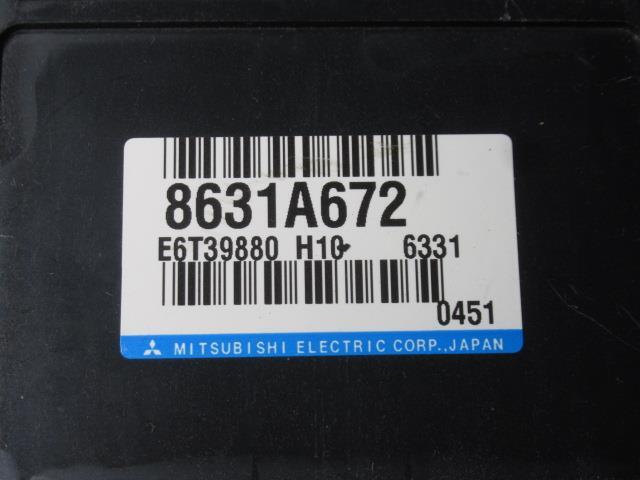 8631A672
E6T39880 H10 6331
0451
MITSUBISHI ELECTRIC CORP.,JAPAN